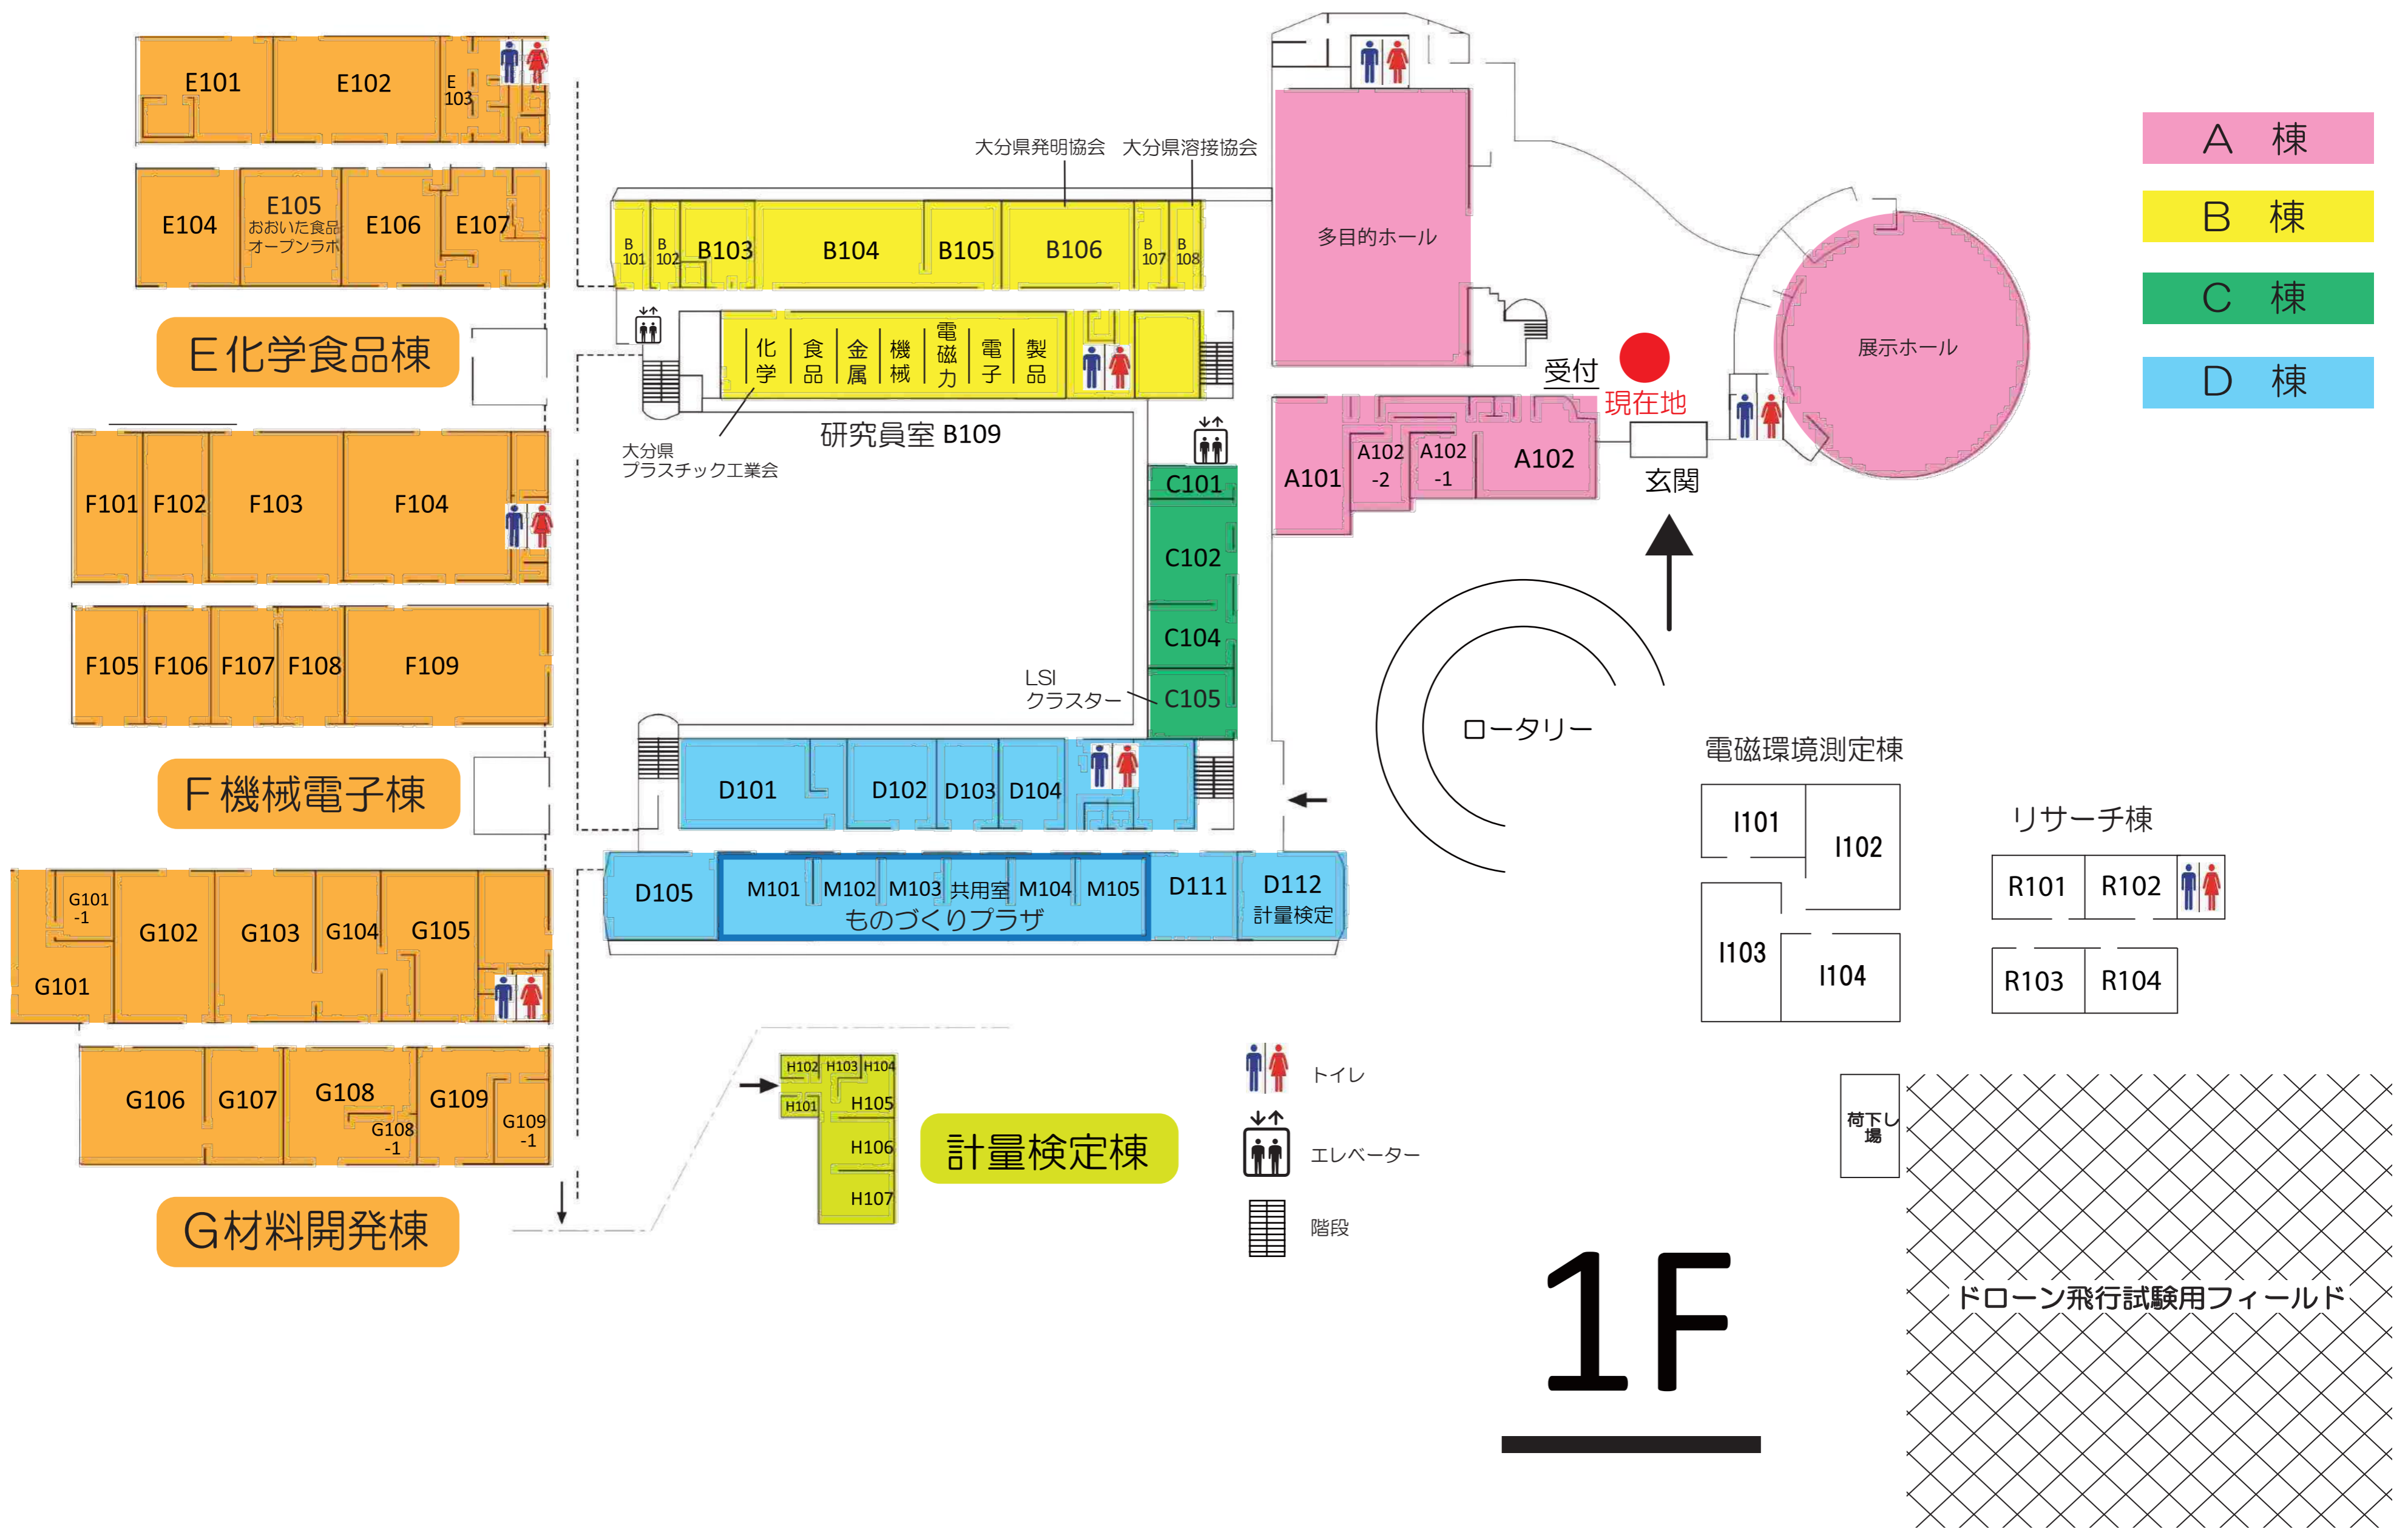 E101
E102
E
103
E104
E105
おおいた食品
オープンラボ
E106
E107
E化学食品棟
F101
F102
F103
F104
F105
F106
F107
F108
F109
F機械電子棟
G101
-1
G101
G102
G103
G104
G105
G106
G107
G108
G108
-1
G109
G109
-1
G材料開発棟
大分県発明協会
大分県溶接協会
B
101
B
102
B103
B104
B105
B106
B
107
B
108
化学
食品
金属
機械
電磁力
電子
製品
大分県
プラスチック工業会
研究員室 B109
C101
C102
C104
C105
LSI
クラスター
D101
D102
D103
D104
D105
M101
M102
M103
共用室
M104
M105
ものづくりプラザ
D111
D112
計量検定
H102
H103
H104
H101
H105
H106
H107
計量検定棟
多目的ホール
展示ホール
受付
現在地
A101
A102
-2
A102
-1
A102
玄関
ロータリー
A 棟
B 棟
C 棟
D 棟
電磁環境測定棟
I101
I102
I103
I104
リサーチ棟
R101
R102
R103
R104
トイレ
エレベーター
階段
1F
荷下し
場
ドローン飛行試験用フィールド